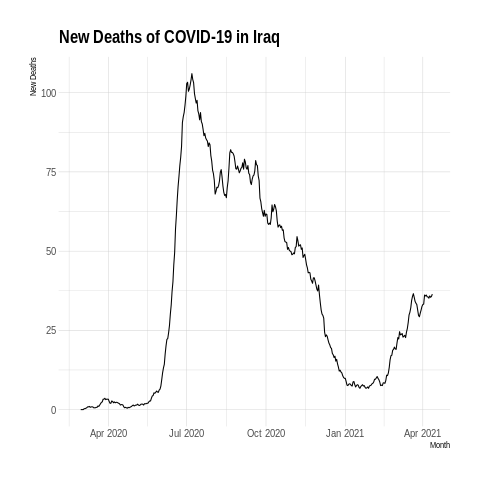 New Deaths of COVID-19 in Iraq
New Deaths
100
75
50
25
0
Apr 2020 Jul 2020 Oct 2020 Jan 2021 Apr 2021
Month